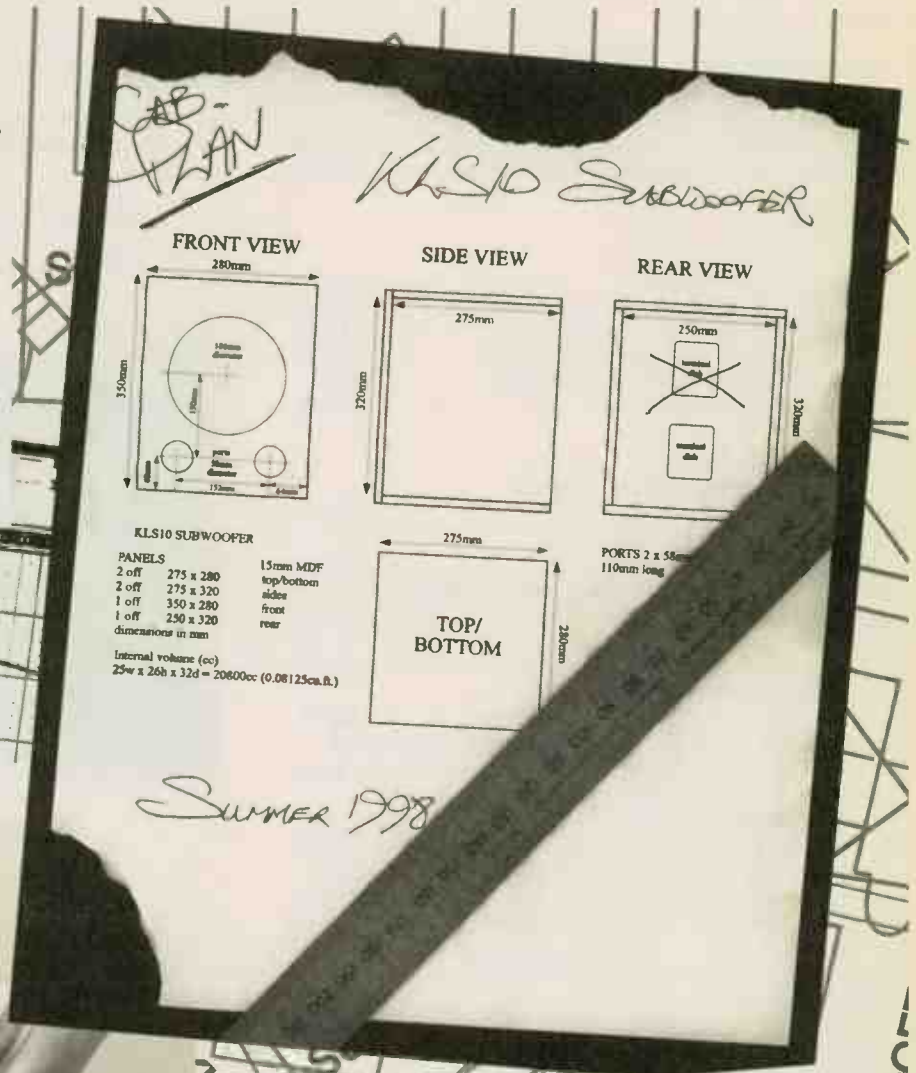 CAB-
PLAN
KLS10 SUBWOOFER
FRONT VIEW
280mm
350mm
diameter
ports
diameter
152mm
SIDE VIEW
275mm
320mm
REAR VIEW
250mm
terminal
dish
terminal
dish
320mm
KLS10 SUBWOOFER
PANELS 15mm MDF
2 off 275 x 280 top/bottom
2 off 275 x 320 sides
1 off 350 x 280 front
1 off 250 x 320 rear
dimensions in mm
Internal volume (cc)
25w x 26h x 32d = 20800cc (0.08125cu.ft.)
275mm
280mm
TOP/
BOTTOM
PORTS 2 x 58mm
110mm long
SUMMER 1998